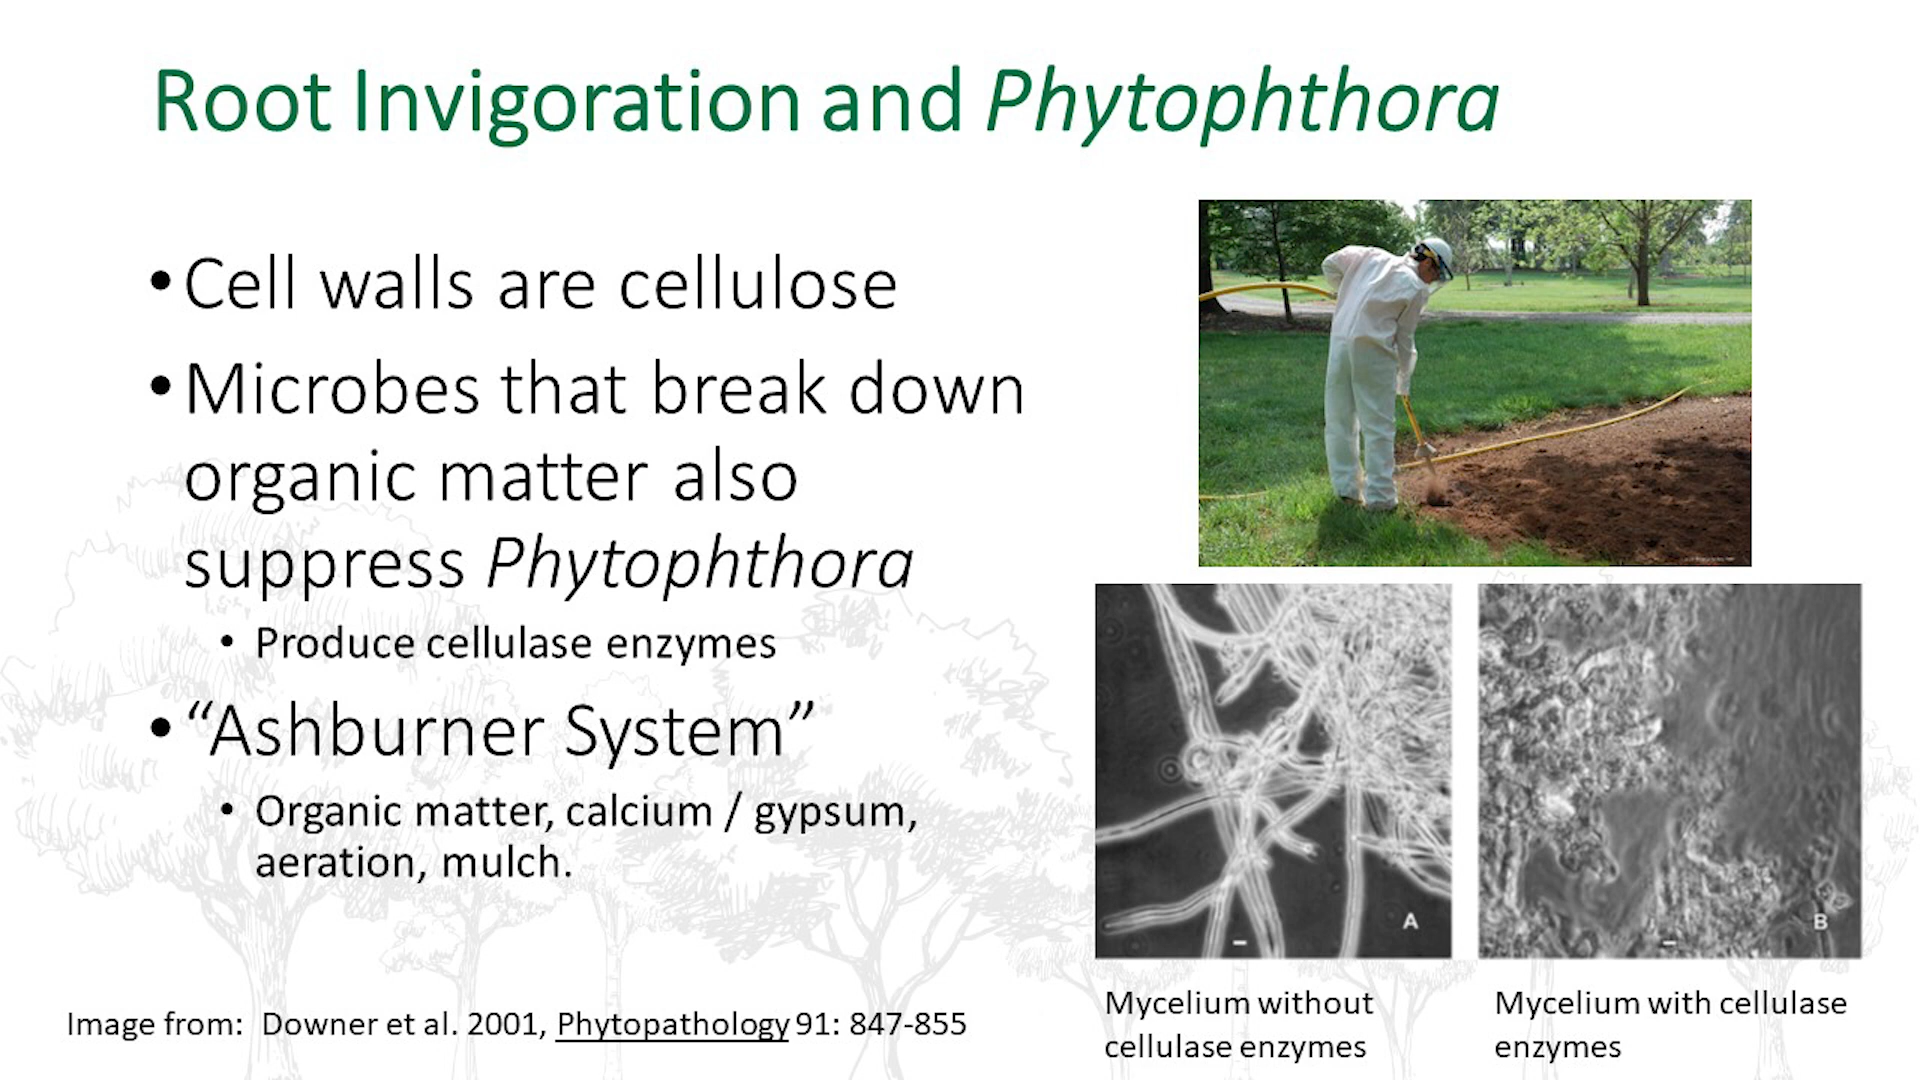 Root Invigoration and Phytophthora
• Cell walls are cellulose
• Microbes that break down
organic matter also
suppress Phytophthora
• Produce cellulase enzymes
• “Ashburner System”
• Organic matter, calcium / gypsum,
aeration, mulch.
A
B
Mycelium without
cellulase enzymes
Mycelium with cellulase
enzymes
Image from: Downer et al. 2001, Phytopathology 91: 847-855